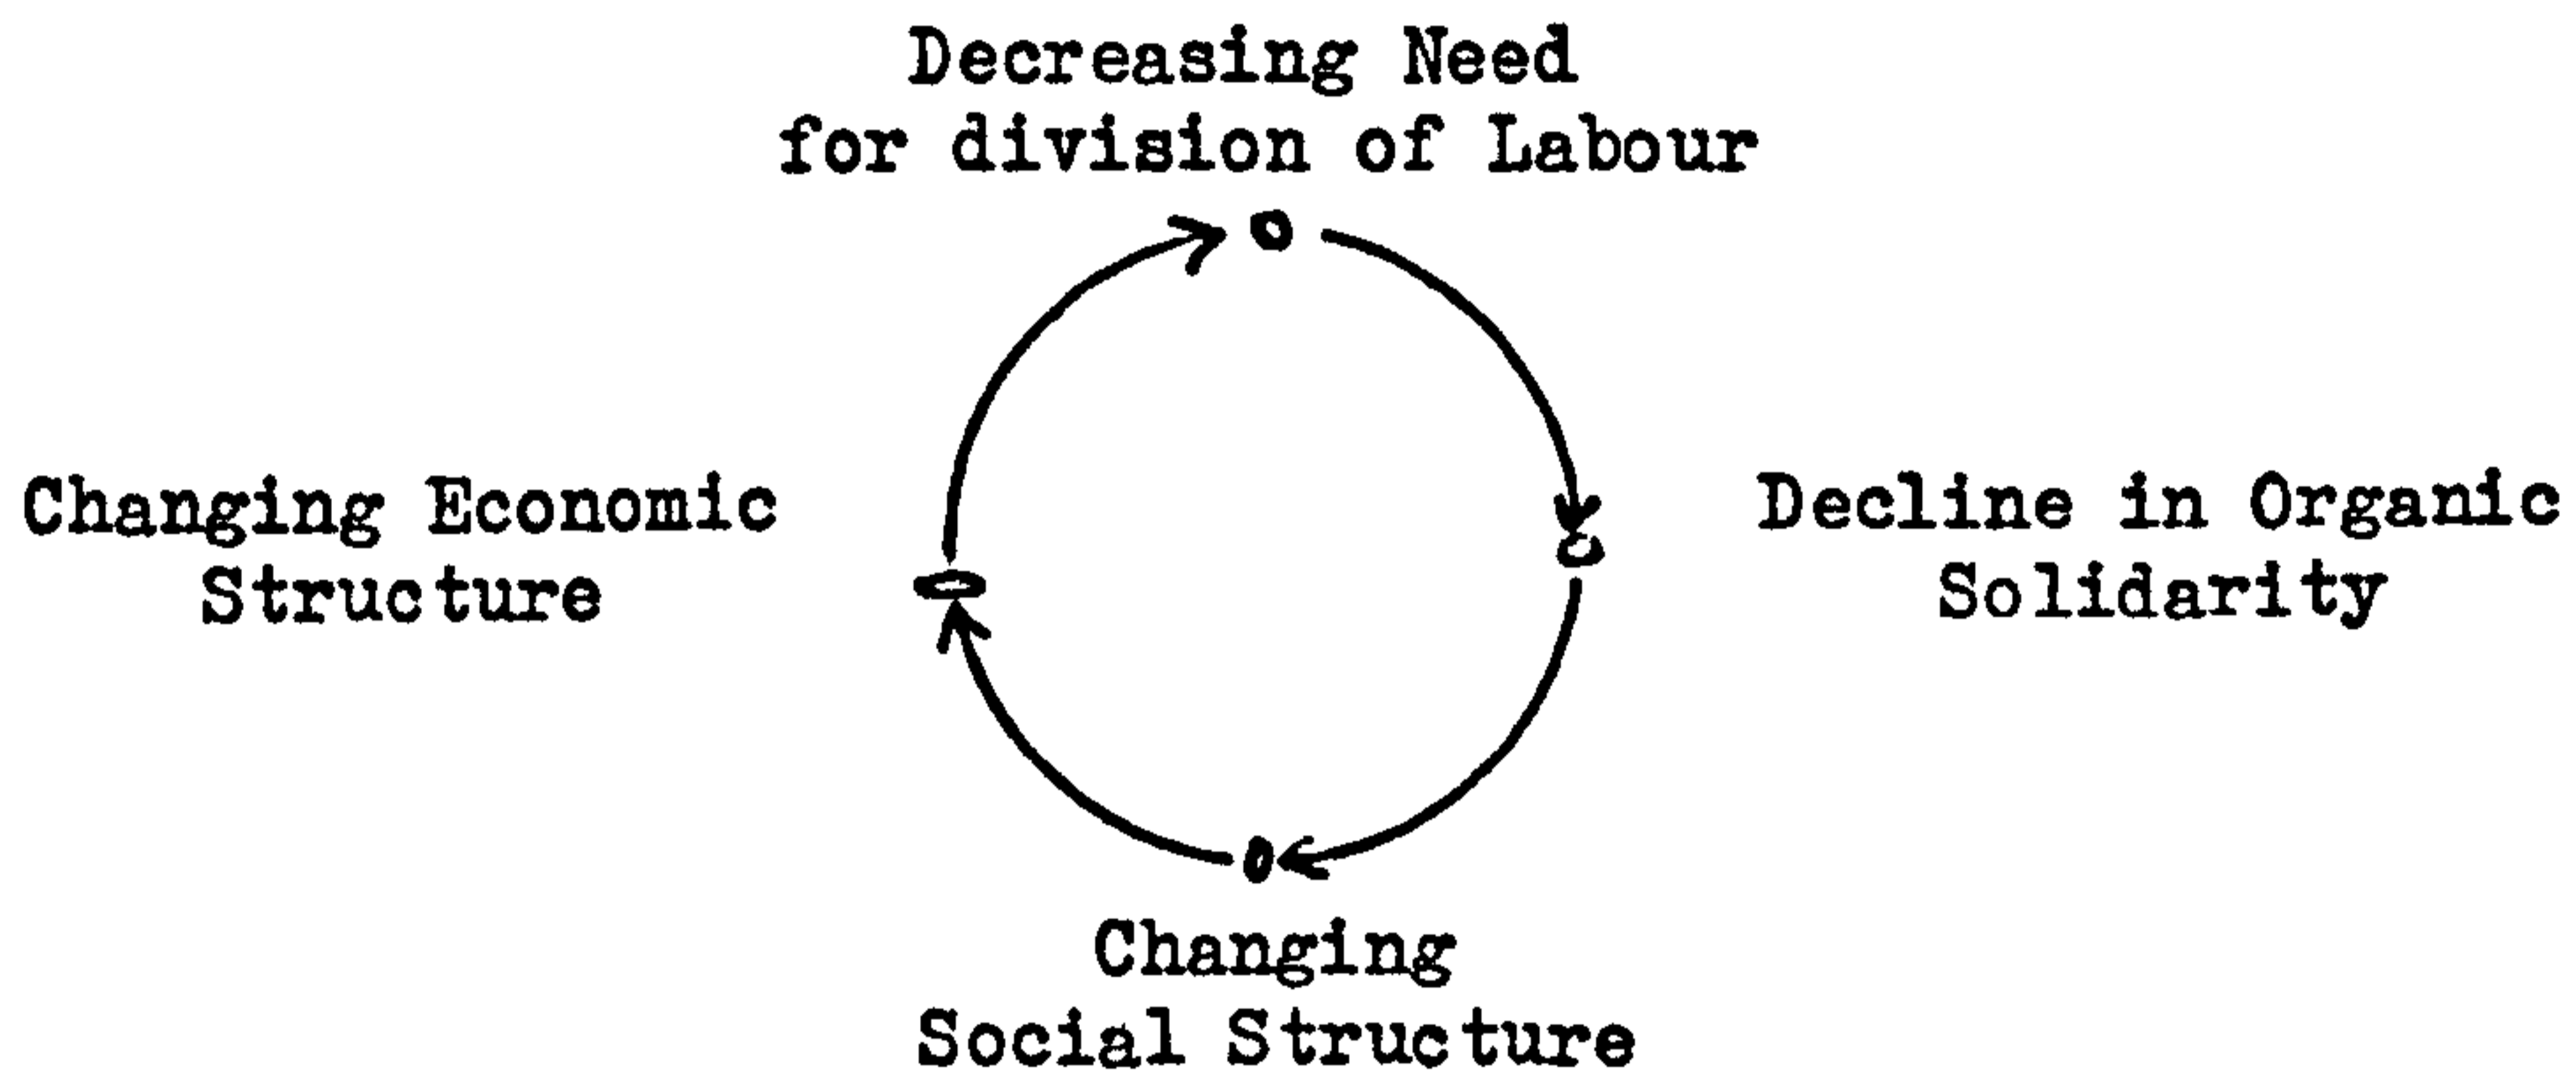 Decreasing Need
for division of Labour
Changing Economic
Structure
Decline in Organic
Solidarity
Changing
Social Structure